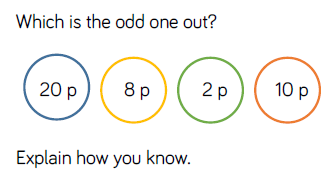 Which is the odd one out?
20 p 8 p 2 p 10 p
Explain how you know.